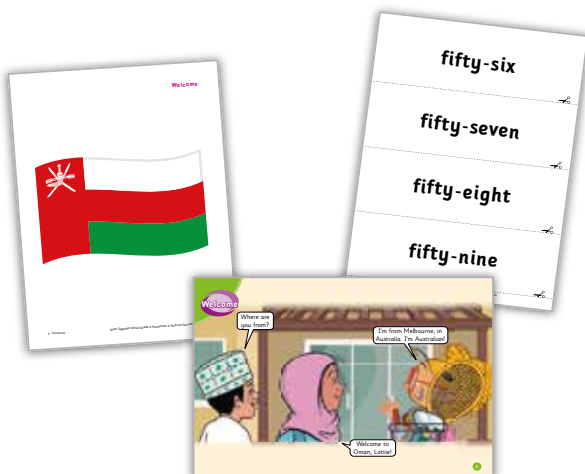 Welcome
fifty-six
fifty-seven
fifty-eight
fifty-nine
Welcome
Where are
you from?
I'm from Melbourne, in
Australia. I'm Australian!
Welcome to
Oman, Lottie!